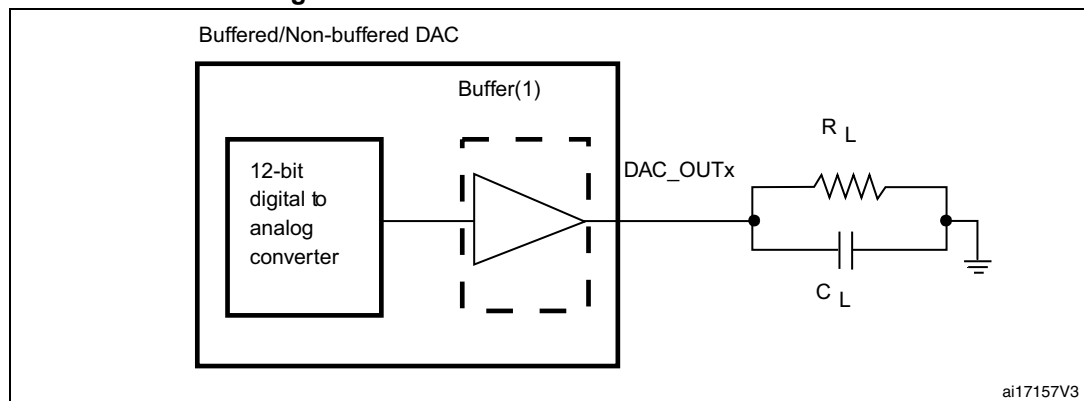 Buffered/Non-buffered DAC
Buffer(1)
12-bit
digital to
analog
converter
DAC_OUTx
R L
C L
ai17157V3